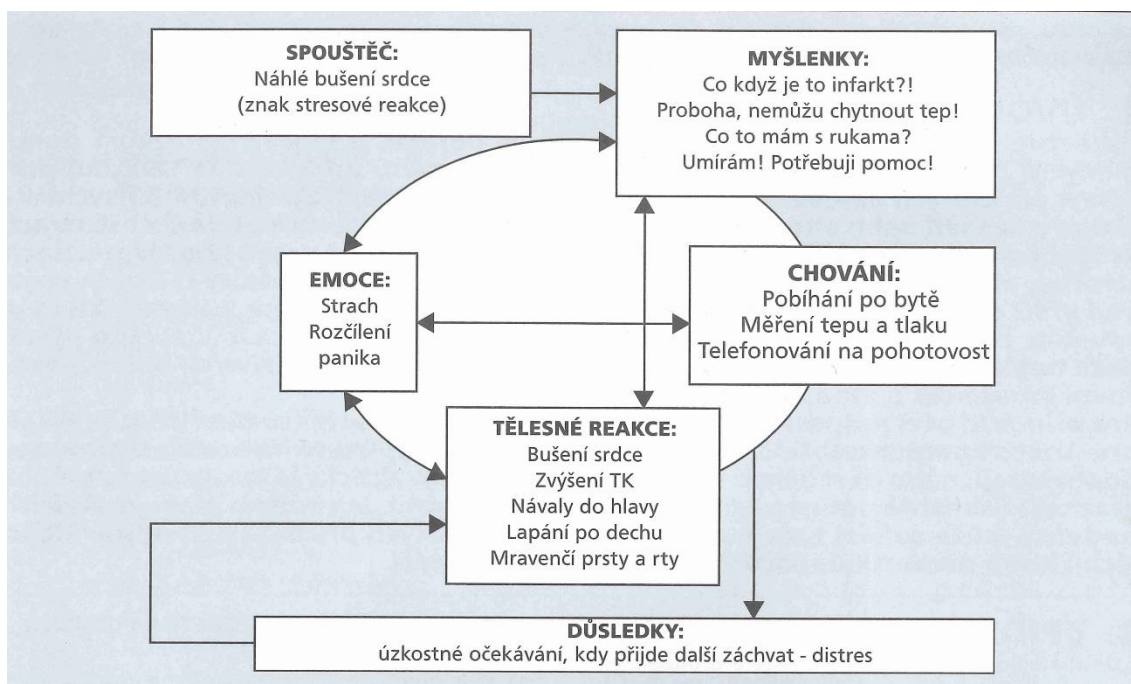 SPOUŠTĚČ:
Náhlé bušení srdce
(znak stresové reakce)
MYŠLENKY:
Co když je to infarkt?!
Proboha, nemůžu chytnout tep!
Co to mám s rukama?
Umírám! Potřebuji pomoc!
EMOCE:
Strach
Rozčílení
panika
CHOVÁNÍ:
Pobíhání po bytě
Měření tepu a tlaku
Telefonování na pohotovost
TĚLESNÉ REAKCE:
Bušení srdce
Zvýšení TK
Návaly do hlavy
Lapání po dechu
Mravenčí prsty a rty
DŮSLEDKY:
úzkostné očekávání, kdy přijde další záchvat - distres